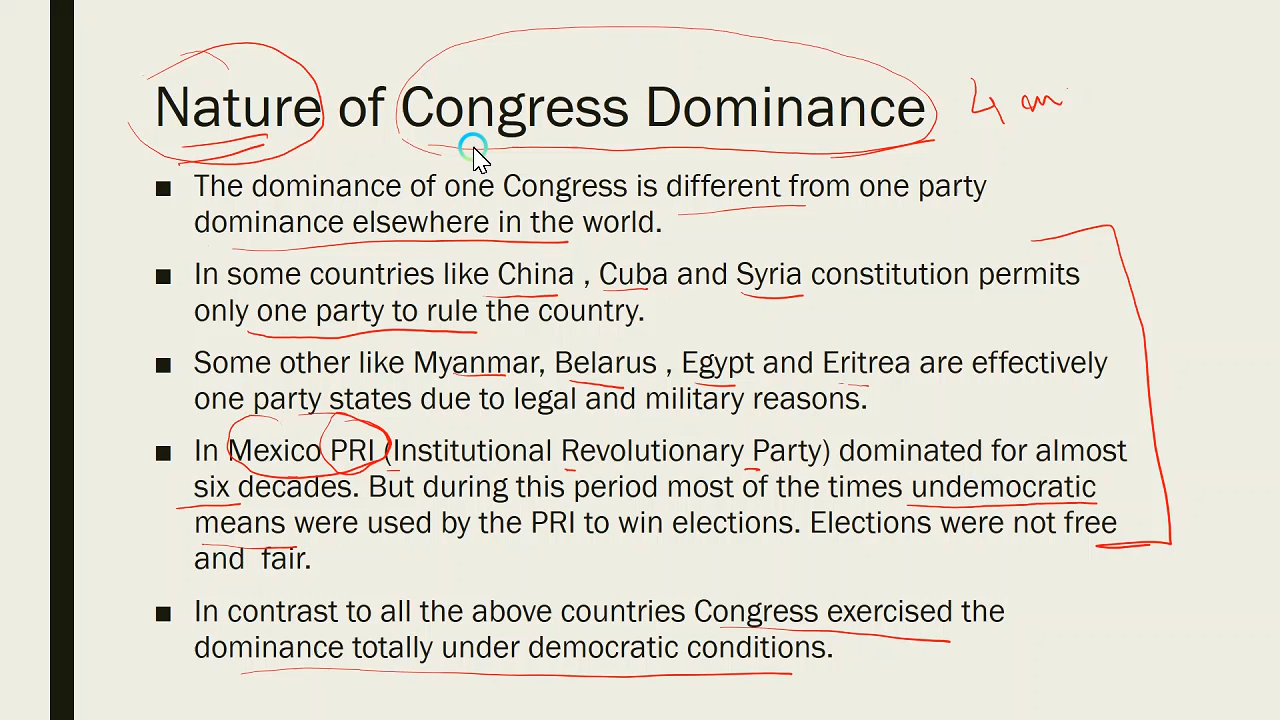 Nature of Congress Dominance 4 m
■ The dominance of one Congress is different from one party
dominance elsewhere in the world.
■ In some countries like China , Cuba and Syria constitution permits
only one party to rule the country.
■ Some other like Myanmar, Belarus , Egypt and Eritrea are effectively
one party states due to legal and military reasons.
■ In Mexico PRI (Institutional Revolutionary Party) dominated for almost
six decades. But during this period most of the times undemocratic
means were used by the PRI to win elections. Elections were not free
and fair.
■ In contrast to all the above countries Congress exercised the
dominance totally under democratic conditions.